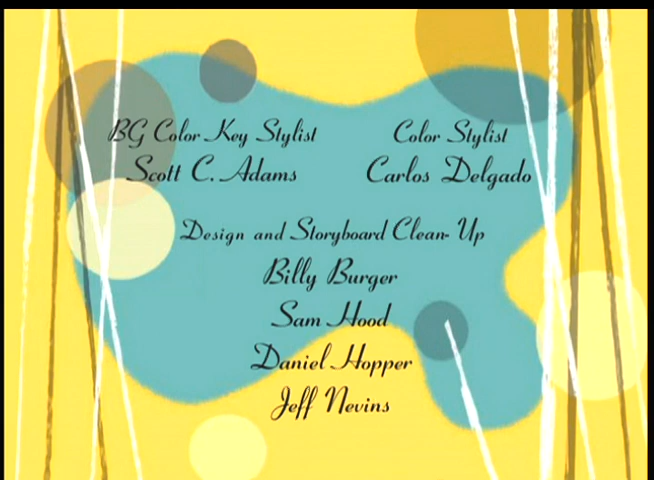 BG Color Key Stylist
Scott C. Adams
Color Stylist
Carlos Delgado
Design and Storyboard Clean-Up
Billy Burger
Sam Hood
Daniel Hopper
Jeff Nevins